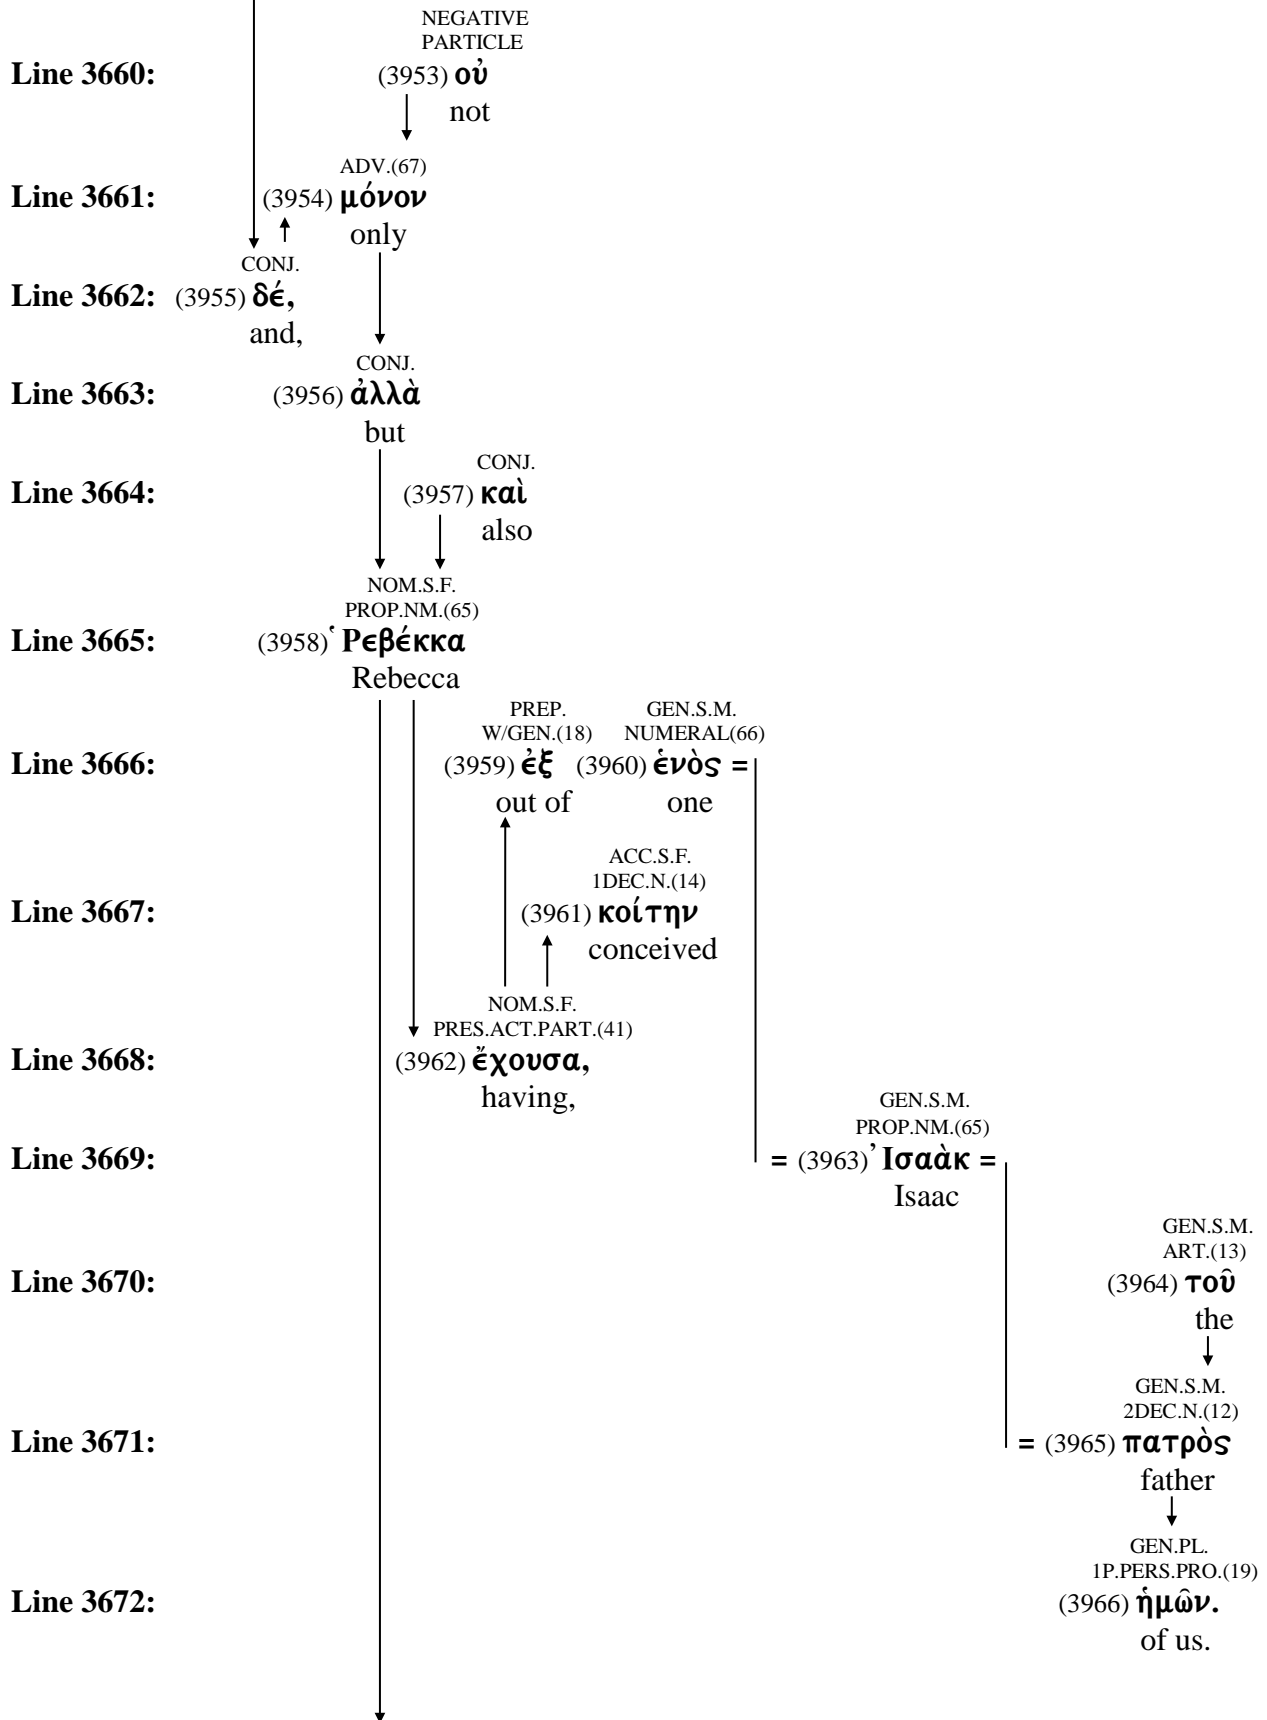 NEGATIVE
PARTICLE
Line 3660: (3953) οὐ
not
ADV.(67)
Line 3661: (3954) μόνον
only
CONJ.
Line 3662: (3955) δέ,
and,
CONJ.
Line 3663: (3956) ἀλλὰ
but
CONJ.
Line 3664: (3957) καὶ
also
NOM.S.F.
PROP.NM.(65)
Line 3665: (3958) Ῥεβέκκα
Rebecca
PREP. GEN.S.M.
W/GEN.(18) NUMERAL(66)
Line 3666: (3959) ἐξ (3960) ἑνὸς =
out of one
ACC.S.F.
1DEC.N.(14)
Line 3667: (3961) κοίτην
conceived
NOM.S.F.
PRES.ACT.PART.(41)
Line 3668: (3962) ἔχουσα,
having,
GEN.S.M.
PROP.NM.(65)
Line 3669: = (3963) Ἰσαὰκ =
Isaac
GEN.S.M.
ART.(13)
Line 3670: (3964) τοῦ
the
GEN.S.M.
2DEC.N.(12)
Line 3671: = (3965) πατρὸς
father
GEN.PL.
1P.PERS.PRO.(19)
Line 3672: (3966) ἡμῶν.
of us.